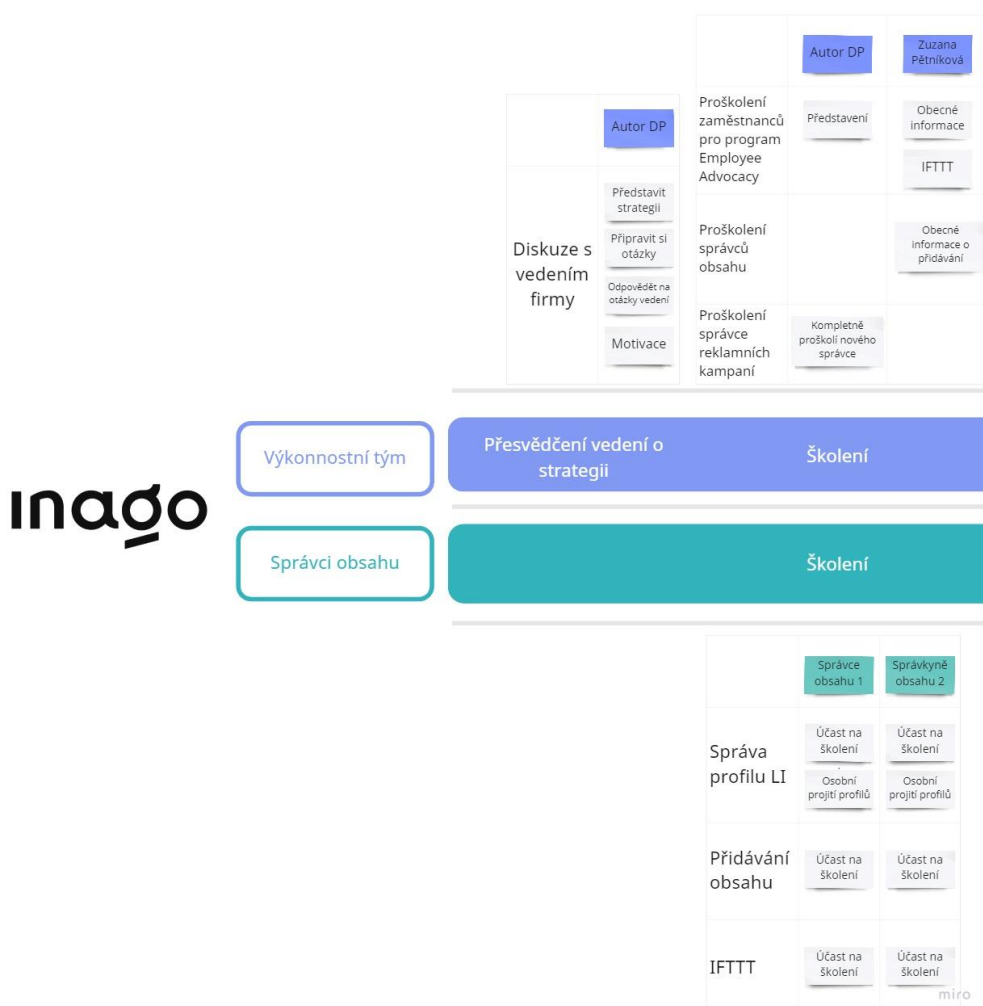 Autor DP
Zuzana
Pětníková
Proškolení
zaměstnanců
pro program
Employee
Advocacy
Představení
Obecné
informace
IFTTT
Proškolení
správců
obsahu
Obecné
informace o
přidávání
Proškolení
správce
reklamních
kampaní
Kompletně
proškolí nového
správce
Autor DP
Diskuze s
vedením
firmy
Představit
strategii
Připravit si
otázky
Odpovědět na
otázky vedení
Motivace
inago
Výkonnostní tým
Přesvědčení vedení o
strategii
Školení
Správci obsahu
Školení
Správce
obsahu 1
Správkyně
obsahu 2
Správa
profilu LI
Účast na
školení
Osobní
projití profilů
Účast na
školení
Osobní
projití profilů
Přidávání
obsahu
Účast na
školení
Účast na
školení
IFTTT
Účast na
školení
Účast na
školení
miro